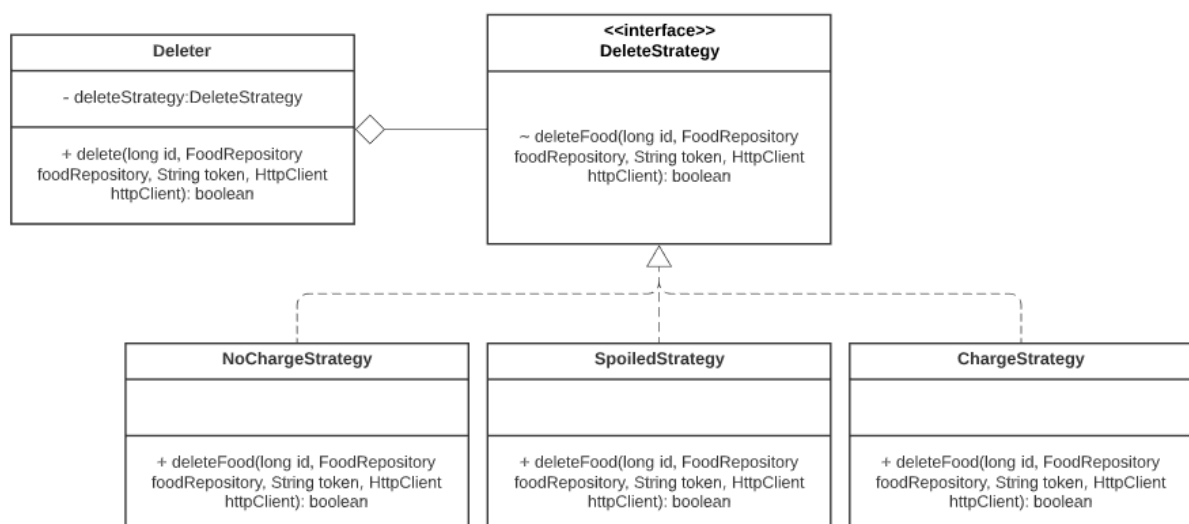 Deleter
- deleteStrategy:DeleteStrategy
+ delete(long id, FoodRepository
foodRepository, String token, HttpClient
httpClient): boolean
<<interface>>
DeleteStrategy
~ deleteFood(long id, FoodRepository
foodRepository, String token, HttpClient
httpClient): boolean
NoChargeStrategy
+ deleteFood(long id, FoodRepository
foodRepository, String token, HttpClient
httpClient): boolean
SpoiledStrategy
+ deleteFood(long id, FoodRepository
foodRepository, String token, HttpClient
httpClient): boolean
ChargeStrategy
+ deleteFood(long id, FoodRepository
foodRepository, String token, HttpClient
httpClient): boolean